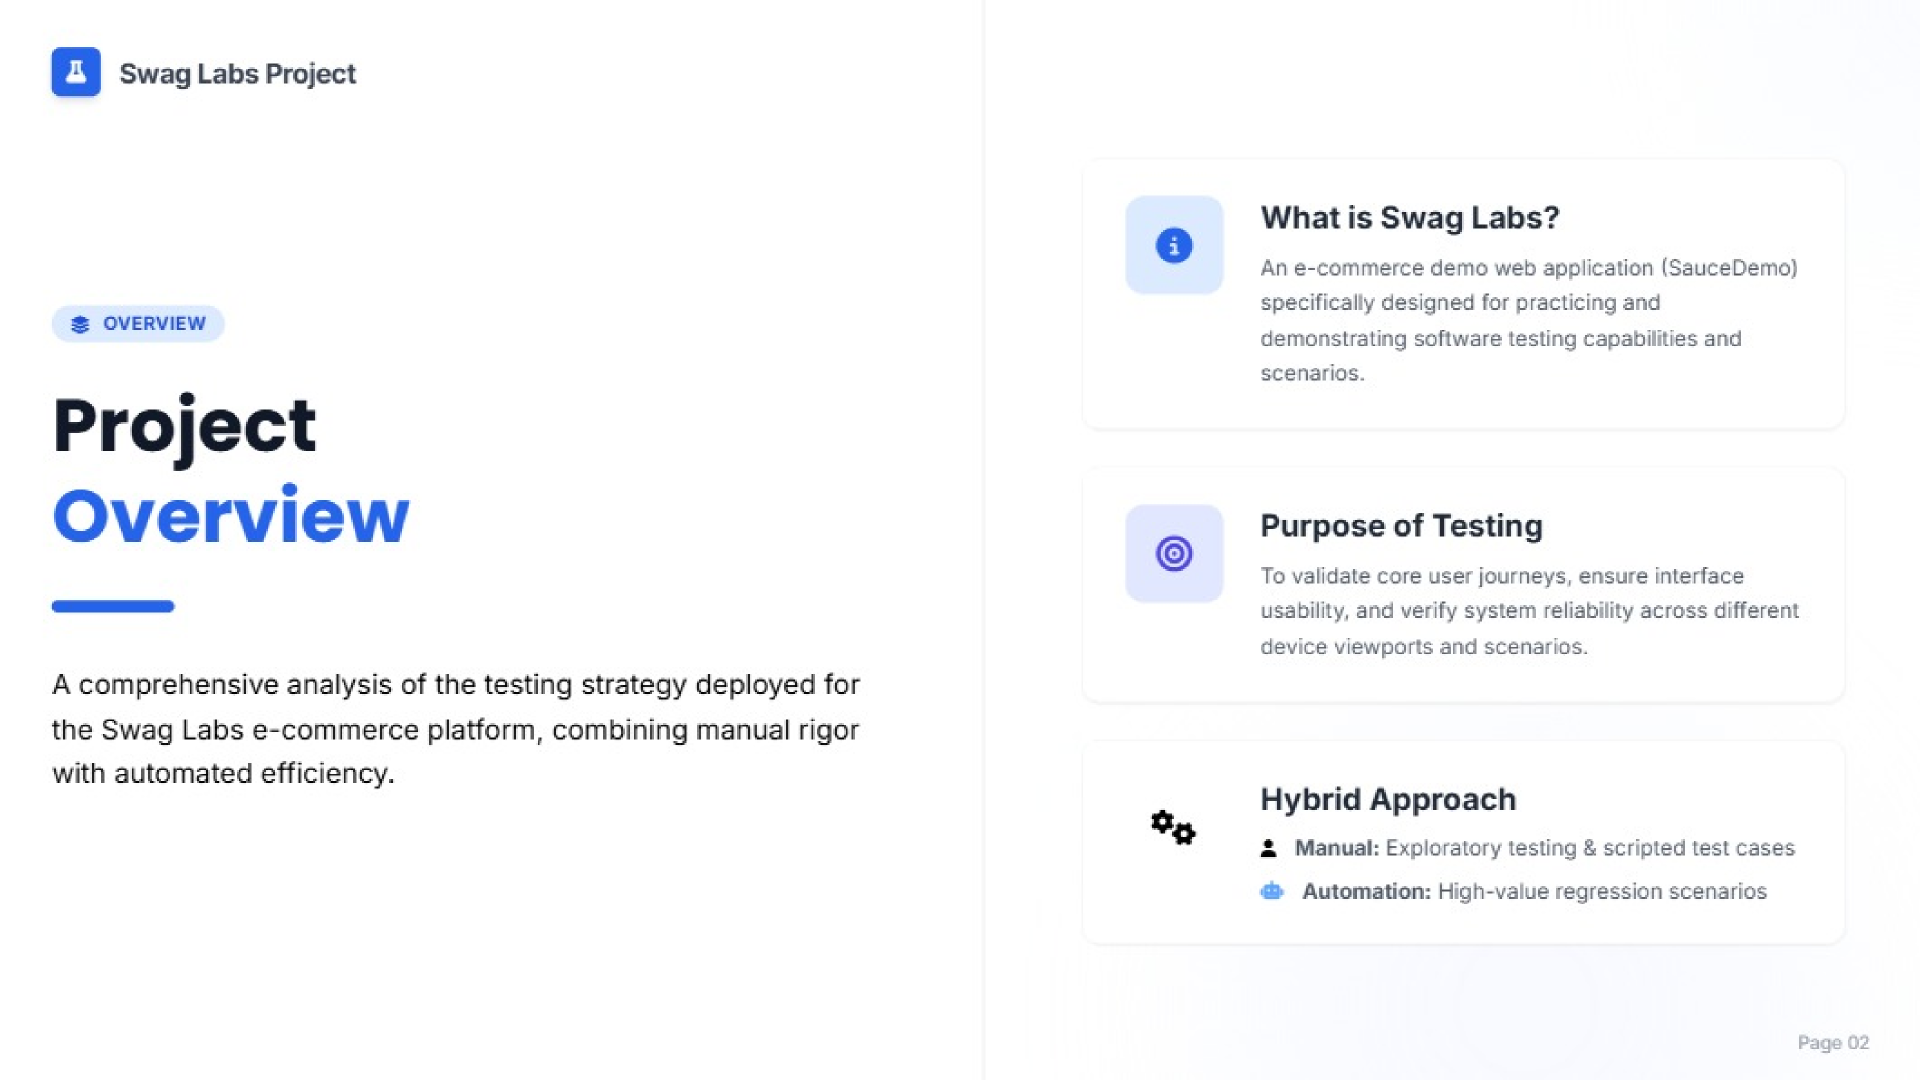 Swag Labs Project
OVERVIEW
Project
Overview
A comprehensive analysis of the testing strategy deployed for
the Swag Labs e-commerce platform, combining manual rigor
with automated efficiency.
What is Swag Labs?
An e-commerce demo web application (SauceDemo)
specifically designed for practicing and
demonstrating software testing capabilities and
scenarios.
Purpose of Testing
To validate core user journeys, ensure interface
usability, and verify system reliability across different
device viewports and scenarios.
Hybrid Approach
Manual: Exploratory testing & scripted test cases
Automation: High-value regression scenarios
Page 02